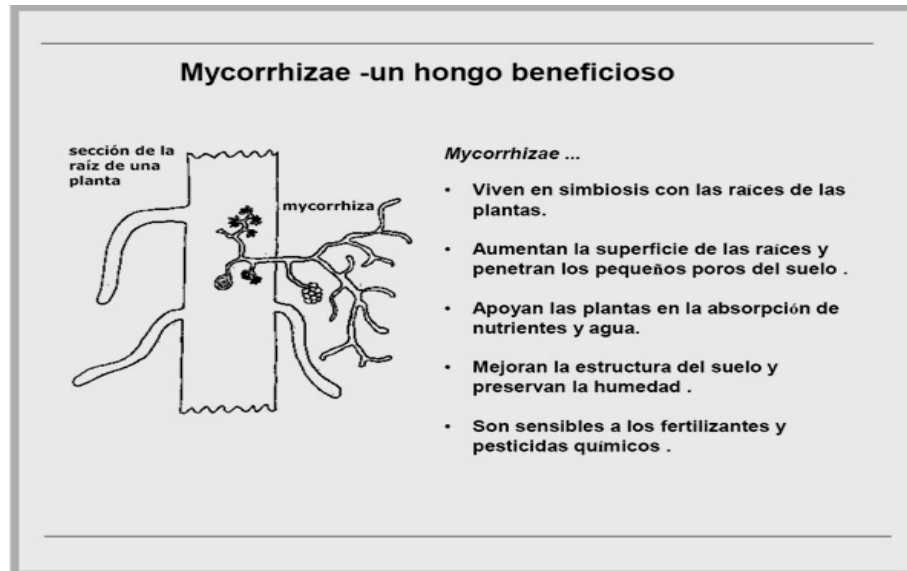 Mycorrhizae -un hongo beneficioso
sección de la
raíz de una
planta
mycorrhiza
Mycorrhizae ...
• Viven en simbiosis con las raíces de las
plantas.
• Aumentan la superficie de las raíces y
penetran los pequeños poros del suelo .
• Apoyan las plantas en la absorpción de
nutrientes y agua.
• Mejoran la estructura del suelo y
preservan la humedad .
• Son sensibles a los fertilizantes y
pesticidas químicos .